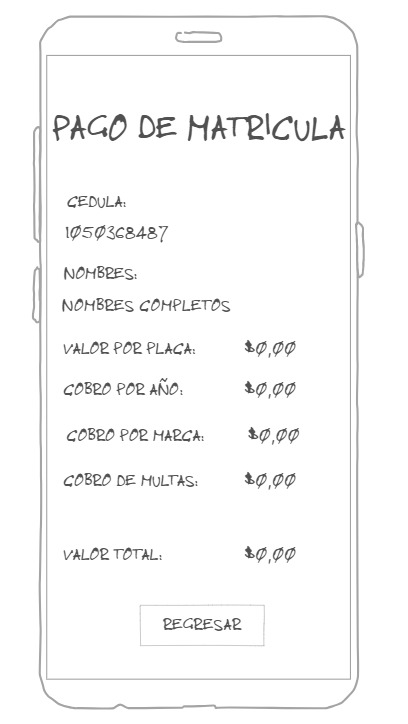 PAGO DE MATRICULA
CEDULA:
1050368487
NOMBRES:
NOMBRES COMPLETOS
VALOR POR PLACA: $0,00
COBRO POR AÑO: $0,00
COBRO POR MARCA: $0,00
COBRO DE MULTAS: $0,00
VALOR TOTAL: $0,00
REGRESAR